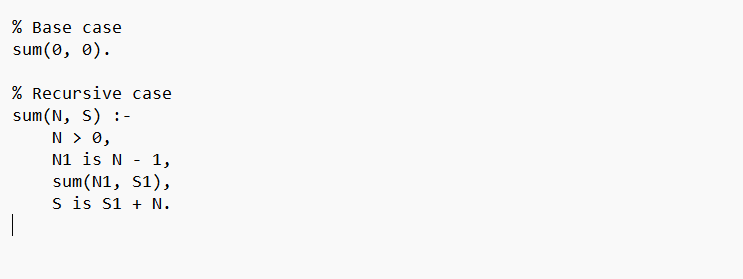 % Base case
sum(0, 0).
% Recursive case
sum(N, S) :-
    N > 0,
    N1 is N - 1,
    sum(N1, S1),
    S is S1 + N.